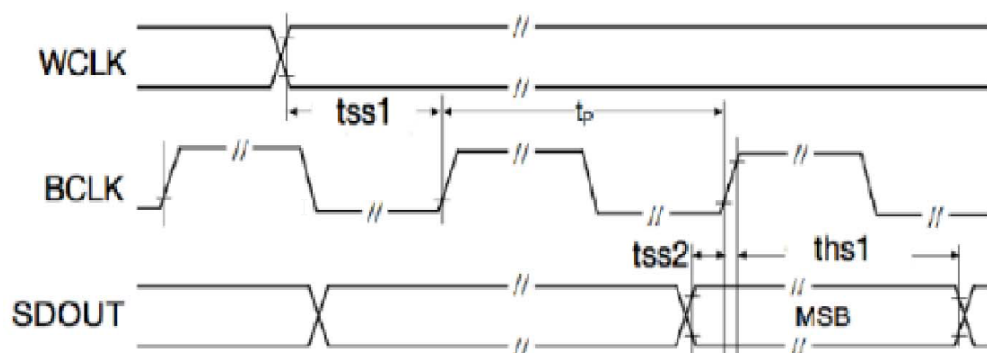 WCLK
tss1
tP
BCLK
tss2
ths1
SDOUT
MSB